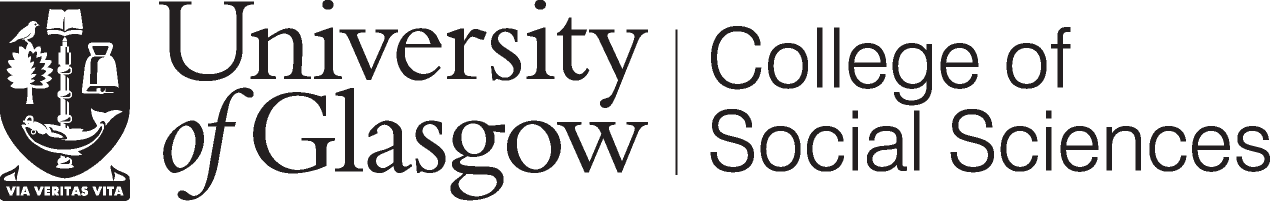 University
of Glasgow
College of
Social Sciences
VIA VERITAS VITA